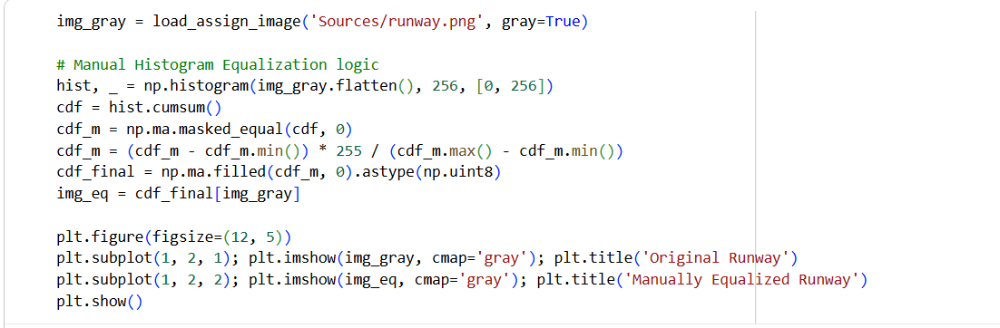 img_gray = load_assign_image('Sources/runway.png', gray=True)
# Manual Histogram Equalization logic
hist, _ = np.histogram(img_gray.flatten(), 256, [0, 256])
cdf = hist.cumsum()
cdf_m = np.ma.masked_equal(cdf, 0)
cdf_m = (cdf_m - cdf_m.min()) * 255 / (cdf_m.max() - cdf_m.min())
cdf_final = np.ma.filled(cdf_m, 0).astype(np.uint8)
img_eq = cdf_final[img_gray]
plt.figure(figsize=(12, 5))
plt.subplot(1, 2, 1); plt.imshow(img_gray, cmap='gray'); plt.title('Original Runway')
plt.subplot(1, 2, 2); plt.imshow(img_eq, cmap='gray'); plt.title('Manually Equalized Runway')
plt.show()